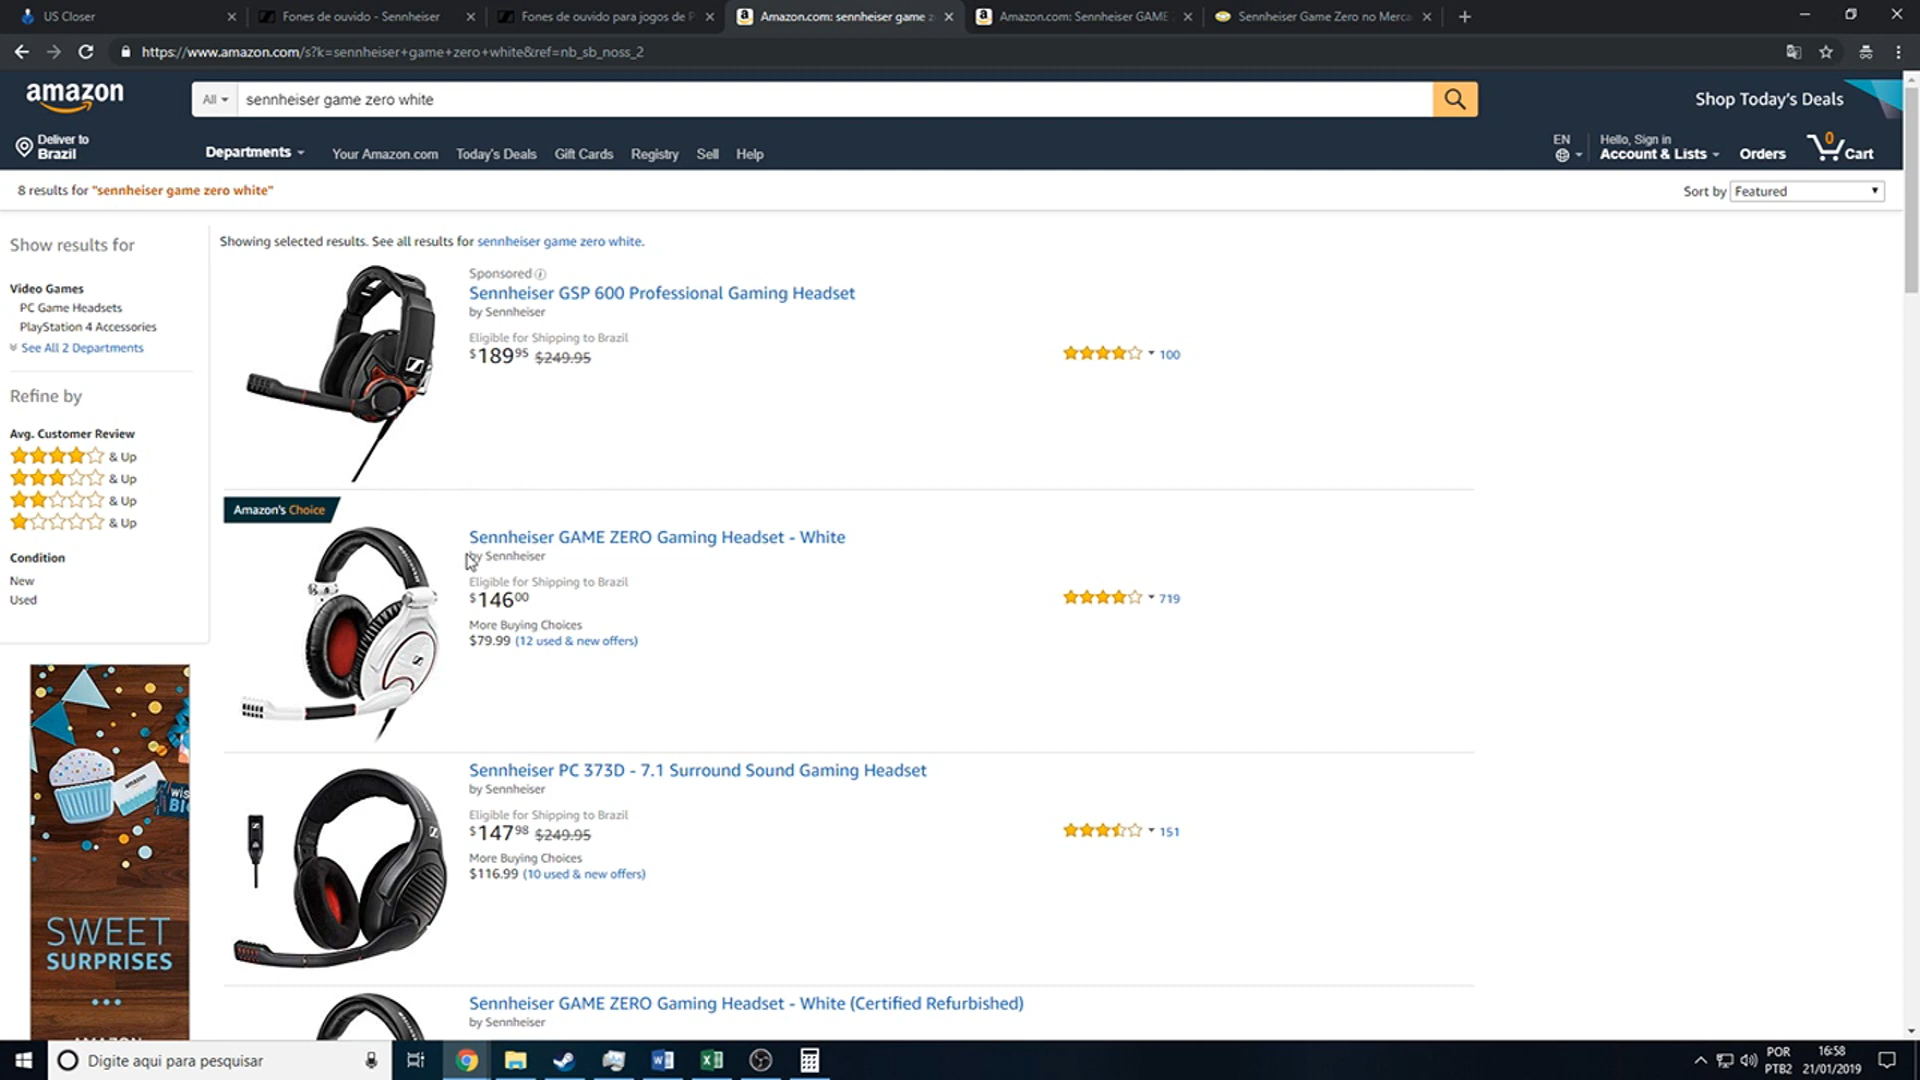 US Closer
Fones de ouvido - Sennheiser
Fones de ouvido para jogos de P
Amazon.com: sennheiser game z
Amazon.com: Sennheiser GAME
Sennheiser Game Zero no Merca
https://www.amazon.com/s?k=sennheiser+game+zero+white&ref=nb_sb_noss_2
amazon
All
sennheiser game zero white
Shop Today's Deals
Deliver to
Brazil
Departments
Your Amazon.com
Today's Deals
Gift Cards
Registry
Sell
Help
EN
Hello, Sign in
Account & Lists
Orders
0
Cart
8 results for "sennheiser game zero white"
Sort by Featured
Show results for
Video Games
PC Game Headsets
PlayStation 4 Accessories
See All 2 Departments
Refine by
Avg. Customer Review
& Up
& Up
& Up
& Up
Condition
New
Used
SWEET
SURPRISES
Showing selected results. See all results for sennheiser game zero white.
Sponsored
Sennheiser GSP 600 Professional Gaming Headset
by Sennheiser
Eligible for Shipping to Brazil
$189 95 $249.95
100
Amazon's Choice
Sennheiser GAME ZERO Gaming Headset - White
by Sennheiser
Eligible for Shipping to Brazil
$146 00
More Buying Choices
$79.99 (12 used & new offers)
719
Sennheiser PC 373D - 7.1 Surround Sound Gaming Headset
by Sennheiser
Eligible for Shipping to Brazil
$147 98 $249.95
More Buying Choices
$116.99 (10 used & new offers)
151
Sennheiser GAME ZERO Gaming Headset - White (Certified Refurbished)
by Sennheiser
Digite aqui para pesquisar
POR
PTB2
16:58
21/01/2019